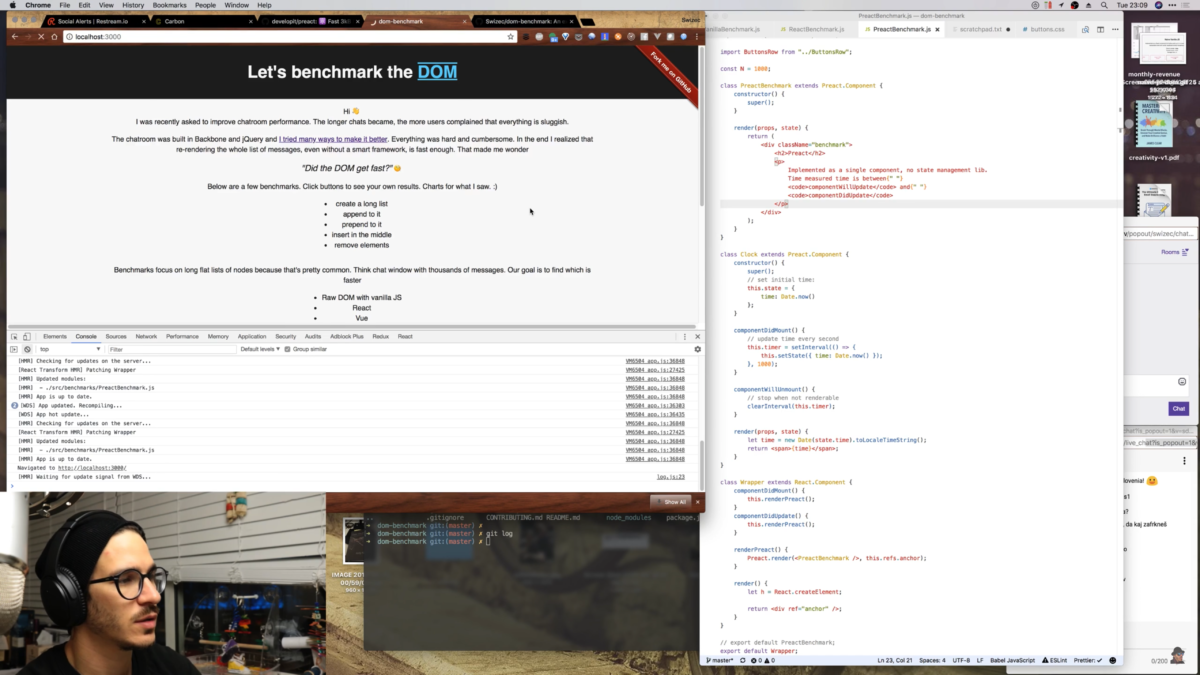 Chrome File Edit View History Bookmarks People Window Help
Tue 23:09
Social Alerts | Restream.io
Carbon
developit/preact: Fast 3k
dom-benchmark
Swizec/dom-benchmark: An e
Swizec
localhost:3000
Fork me on GitHub
Let's benchmark the DOM
Hi 👋
I was recently asked to improve chatroom performance. The longer chats became, the more users complained that everything is sluggish.
The chatroom was built in Backbone and jQuery and I tried many ways to make it better. Everything was hard and cumbersome. In the end I realized that
re-rendering the whole list of messages, even without a smart framework, is fast enough. That made me wonder
"Did the DOM get fast?"
Below are a few benchmarks. Click buttons to see your own results. Charts for what I saw. :)
• create a long list
• append to it
• prepend to it
• insert in the middle
• remove elements
Benchmarks focus on long flat lists of nodes because that's pretty common. Think chat window with thousands of messages. Our goal is to find which is
faster
• Raw DOM with vanilla JS
• React
• Vue
Elements Console Sources Network Performance Memory Application Security Audits Adblock Plus Redux React
top Filter Default levels ▼ Group similar
[HMR] Checking for updates on the server... VM6504 app.js:36848
[React Transform HMR] Patching Wrapper VM6504 app.js:27425
[HMR] Updated modules: VM6504 app.js:36848
[HMR]  - ./src/benchmarks/PreactBenchmark.js VM6504 app.js:36848
[HMR] App is up to date. VM6504 app.js:36848
2 [WDS] App updated. Recompiling... VM6504 app.js:36303
[WDS] App hot update... VM6504 app.js:36435
[HMR] Checking for updates on the server... VM6504 app.js:36848
[React Transform HMR] Patching Wrapper VM6504 app.js:27425
[HMR] Updated modules: VM6504 app.js:36848
[HMR]  - ./src/benchmarks/PreactBenchmark.js VM6504 app.js:36848
[HMR] App is up to date. VM6504 app.js:36848
Navigated to http://localhost:3000/
[HMR] Waiting for update signal from WDS... log.js:23
>
Show All
.gitignore CONTRIBUTING.md README.md node_modules package.j
→ dom-benchmark git:(master) ✗
→ dom-benchmark git:(master) ✗ git log
→ dom-benchmark git:(master) ✗
IMAGE 201
PreactBenchmark.js — dom-benchmark
anillaBenchmark.js ReactBenchmark.js PreactBenchmark.js scratchpad.txt buttons.css
import ButtonsRow from "../ButtonsRow";
const N = 1000;
class PreactBenchmark extends Preact.Component {
constructor() {
super();
}
render(props, state) {
return (
<div className="benchmark">
<h2>Preact</h2>
<p>
Implemented as a single component, no state management lib.
Time measured time is between{" "}
<code>componentWillUpdate</code> and{" "}
<code>componentDidUpdate</code>
</p>
</div>
);
}
}
class Clock extends Preact.Component {
constructor() {
super();
// set initial time:
this.state = {
time: Date.now()
};
}
componentDidMount() {
// update time every second
this.timer = setInterval(() => {
this.setState({ time: Date.now() });
}, 1000);
}
componentWillUnmount() {
// stop when not renderable
clearInterval(this.timer);
}
render(props, state) {
let time = new Date(state.time).toLocaleTimeString();
return <span>{time}</span>;
}
}
class Wrapper extends React.Component {
componentDidMount() {
this.renderPreact();
}
componentDidUpdate() {
this.renderPreact();
}
renderPreact() {
Preact.render(<PreactBenchmark />, this.refs.anchor);
}
render() {
let h = React.createElement;
return <div ref="anchor" />;
}
}
// export default PreactBenchmark;
export default Wrapper;
master* 0 0 Ln 23, Col 21 Spaces: 4 UTF-8 LF Babel JavaScript ESLint Prettier: ✓
monthly-revenue
creativity-v1.pdf
/popout/swizec/chat...
Rooms
Chat
/live_chat?is_popout=1&
lovenia!
s1
, da kaj zafrkneš
0/200